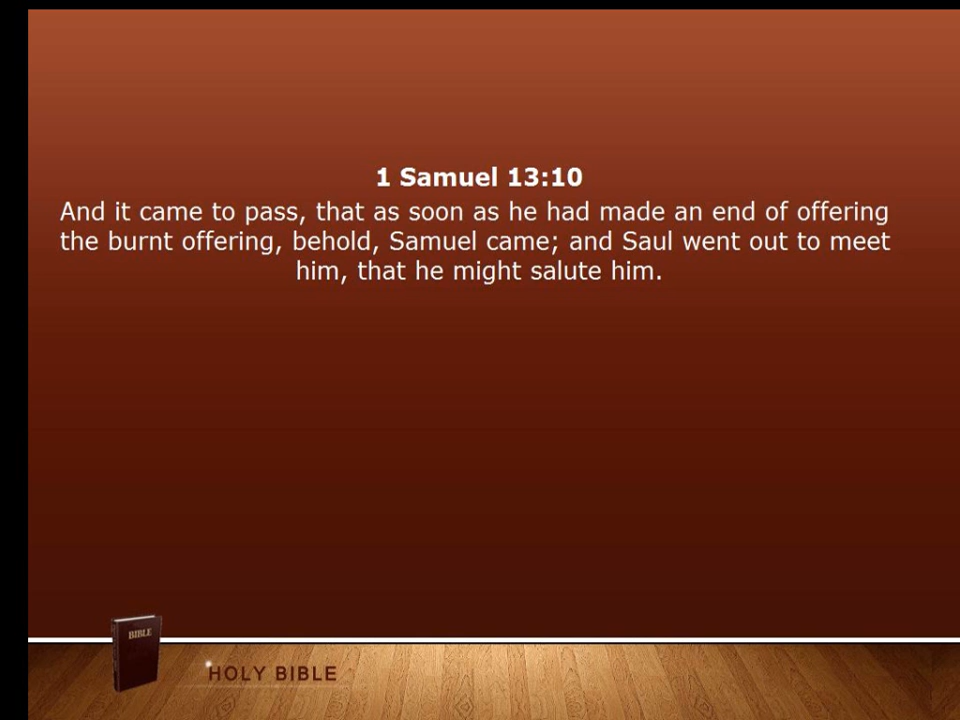 1 Samuel 13:10
And it came to pass, that as soon as he had made an end of offering
the burnt offering, behold, Samuel came; and Saul went out to meet
him, that he might salute him.
BIBLE
HOLY BIBLE